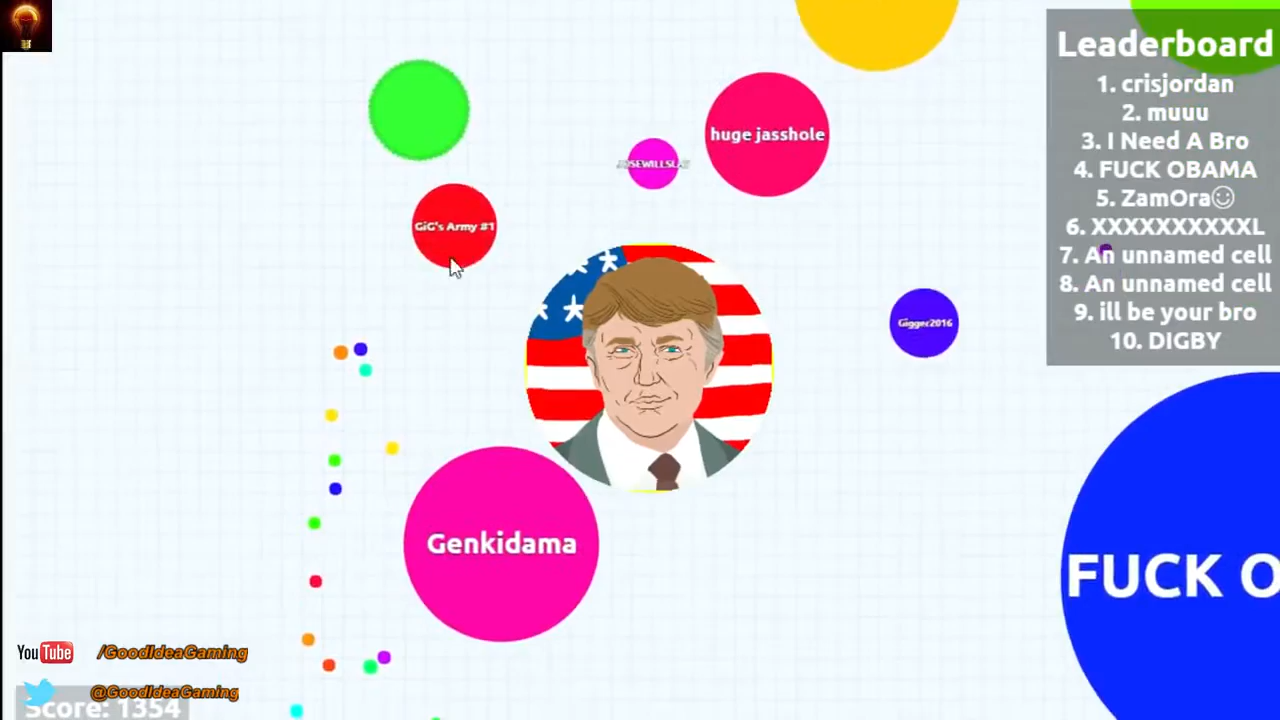 Leaderboard
1. crisjordan
2. muuu
3. I Need A Bro
4. FUCK OBAMA
5. ZamOra☺
6. XXXXXXXXXXL
7. An unnamed cell
8. An unnamed cell
9. ill be your bro
10. DIGBY
huge jasshole
GiG's Army #1
Gigger2016
Genkidama
FUCK O
YouTube /GoodIdeaGaming
@GoodIdeaGaming
Score: 1354